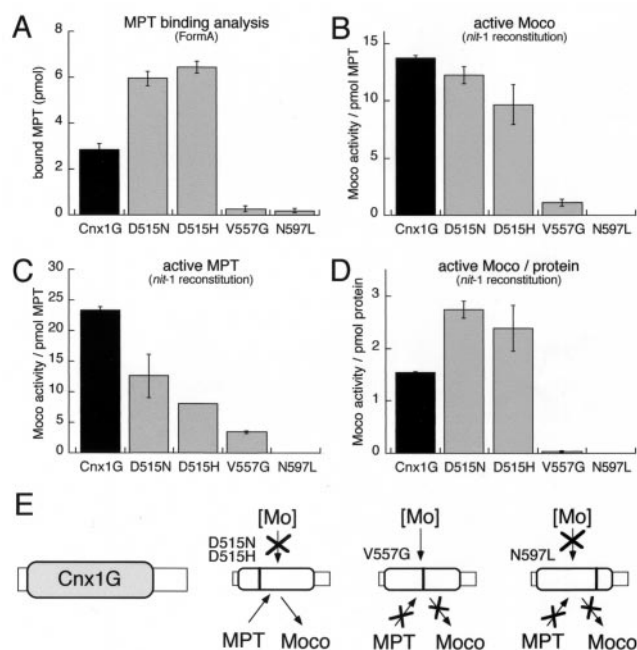 A
MPT binding analysis
(FormA)
bound MPT (pmol)
8
6
4
2
0
Cnx1G D515N D515H V557G N597L
B
active Moco
(nit-1 reconstitution)
Moco activity / pmol MPT
15
10
5
0
Cnx1G D515N D515H V557G N597L
C
active MPT
(nit-1 reconstitution)
Moco activity / pmol MPT
30
25
20
15
10
5
0
Cnx1G D515N D515H V557G N597L
D
active Moco / protein
(nit-1 reconstitution)
Moco activity / pmol protein
3
2
1
0
Cnx1G D515N D515H V557G N597L
E
Cnx1G
[Mo]
D515N
D515H
MPT Moco
[Mo]
V557G
MPT Moco
[Mo]
N597L
MPT Moco